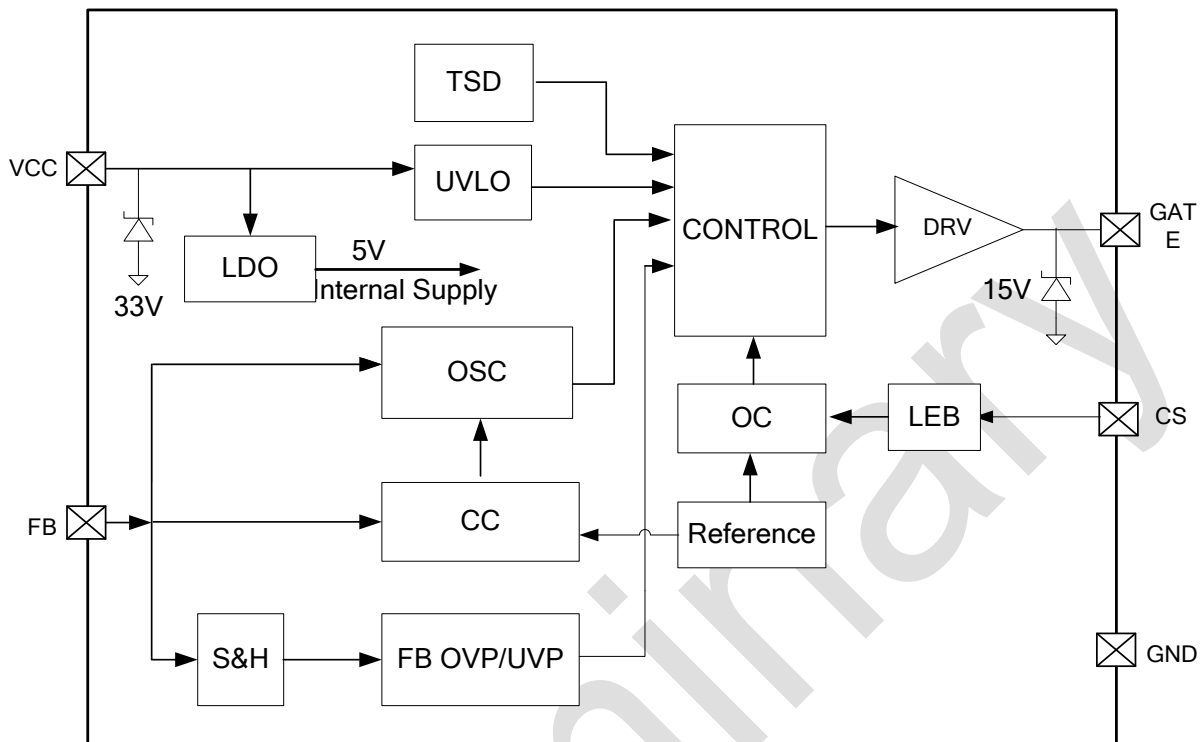 TSD
VCC
UVLO
GAT
E
CONTROL
DRV
LDO
5V
Internal Supply
33V
15V
OSC
OC
LEB
CS
FB
CC
Reference
S&H
FB OVP/UVP
GND